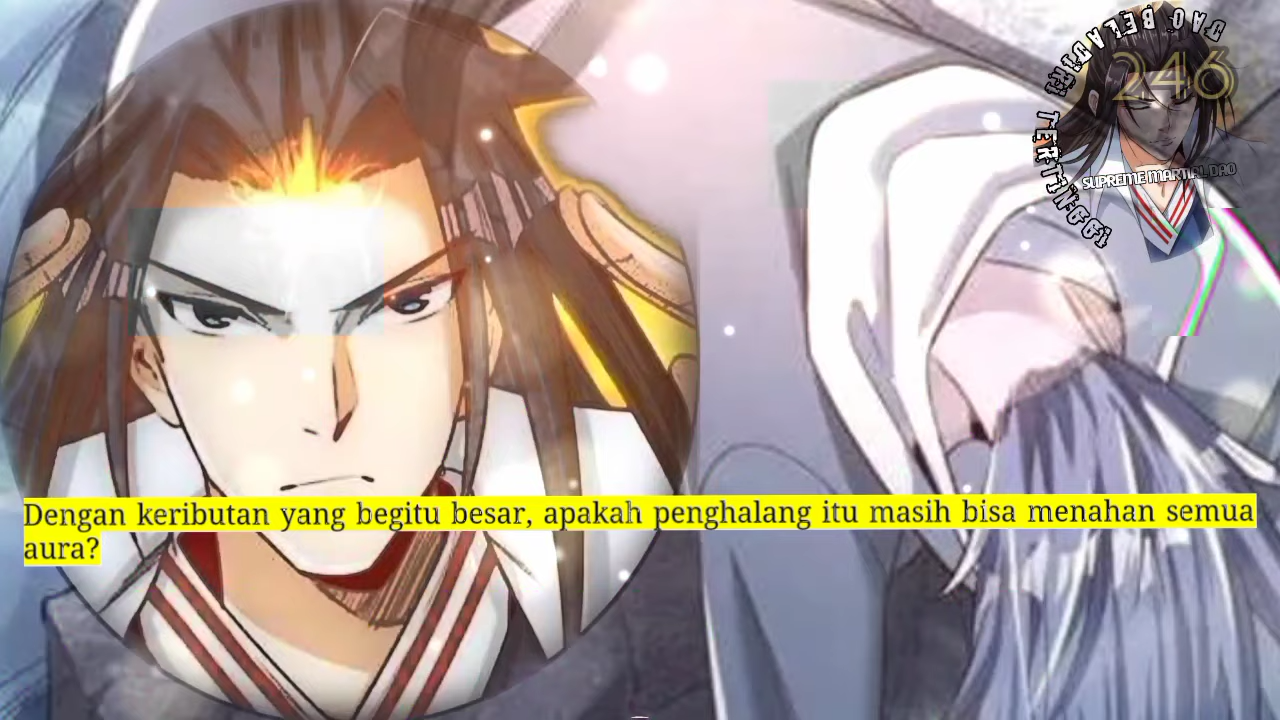 DAO BELADIRI TERTINGGI
246
SUPREME MARTIAL DAO
Dengan keributan yang begitu besar, apakah penghalang itu masih bisa menahan semua
aura?